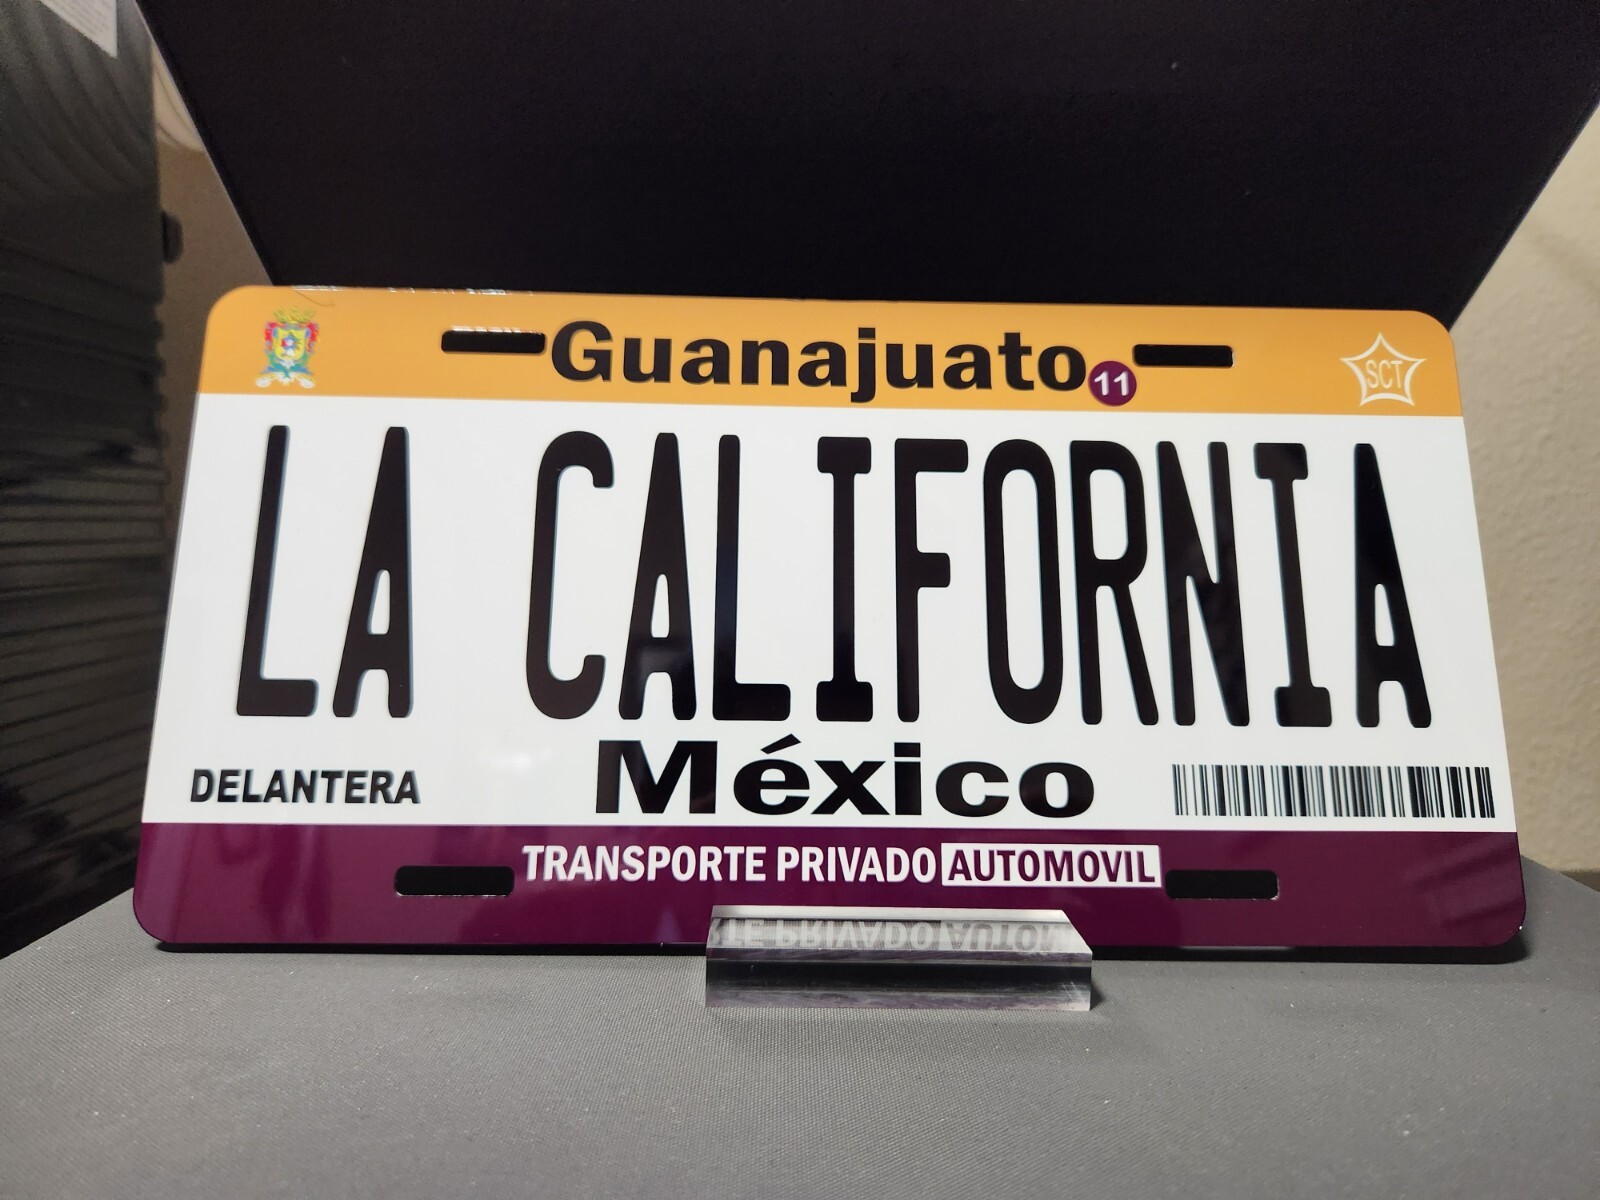 Guanajuato 11
SCT
LA CALIFORNIA
DELANTERA
México
TRANSPORTE PRIVADO AUTOMOVIL